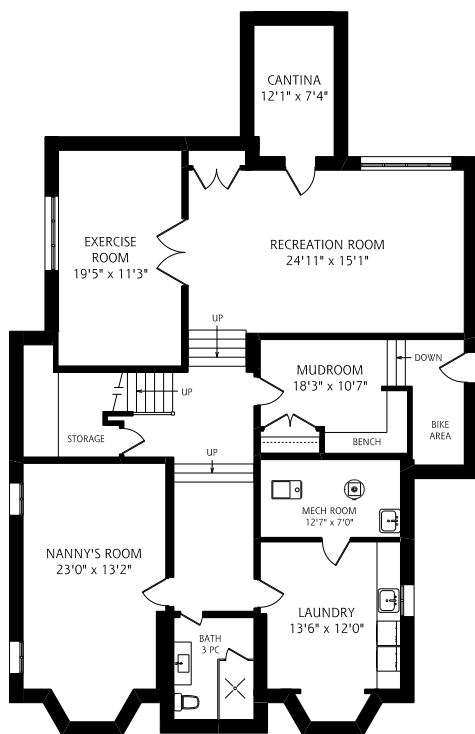 CANTINA
12'1" x 7'4"
EXERCISE
ROOM
19'5" x 11'3"
RECREATION ROOM
24'11" x 15'1"
UP
MUDROOM
18'3" x 10'7"
DOWN
UP
STORAGE
BENCH
BIKE
AREA
UP
MECH ROOM
12'7" x 7'0"
NANNY'S ROOM
23'0" x 13'2"
LAUNDRY
13'6" x 12'0"
BATH
3 PC